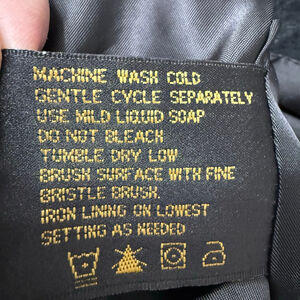 MACHINE WASH COLD
GENTLE CYCLE SEPARATELY
USE MILD LIQUID SOAP
DO NOT BLEACH
TUMBLE DRY LOW
BRUSH SURFACE WITH FINE
BRISTLE BRUSH.
IRON LINING ON LOWEST
SETTING AS NEEDED